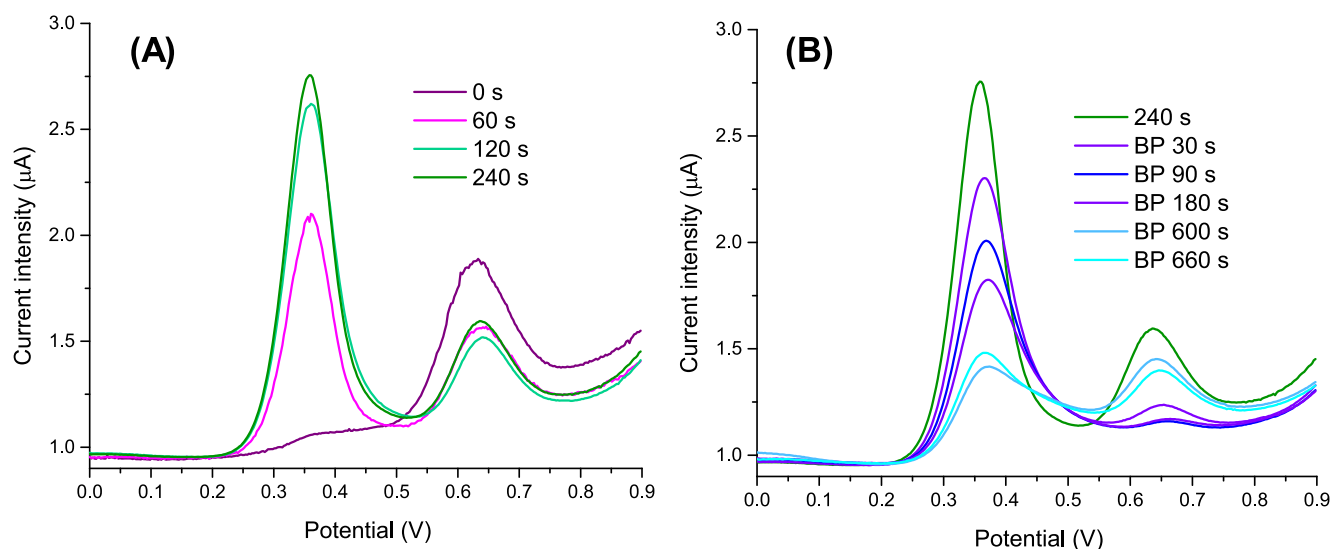 (A)
0 s
60 s
120 s
240 s
Current intensity (μA)
3.0
2.5
2.0
1.5
1.0
0.0 0.1 0.2 0.3 0.4 0.5 0.6 0.7 0.8 0.9
Potential (V)
(B)
240 s
BP 30 s
BP 90 s
BP 180 s
BP 600 s
BP 660 s
Current intensity (μA)
3.0
2.5
2.0
1.5
1.0
0.0 0.1 0.2 0.3 0.4 0.5 0.6 0.7 0.8 0.9
Potential (V)